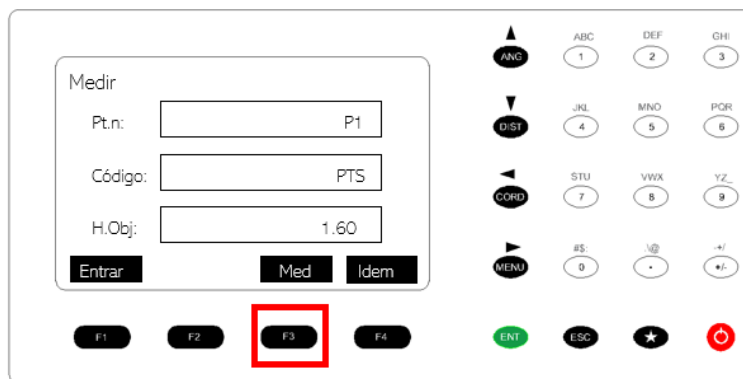 Medir
Pt.n: P1
Código: PTS
H.Obj: 1.60
Entrar Med Idem
F1 F2 F3 F4
ANG
ABC
1
DEF
2
GHI
3
DIST
JKL
4
MNO
5
PQR
6
CORD
STU
7
VWX
8
YZ_
9
MENU
#$:
0
.\@
.
-+/
+/-
ENT ESC